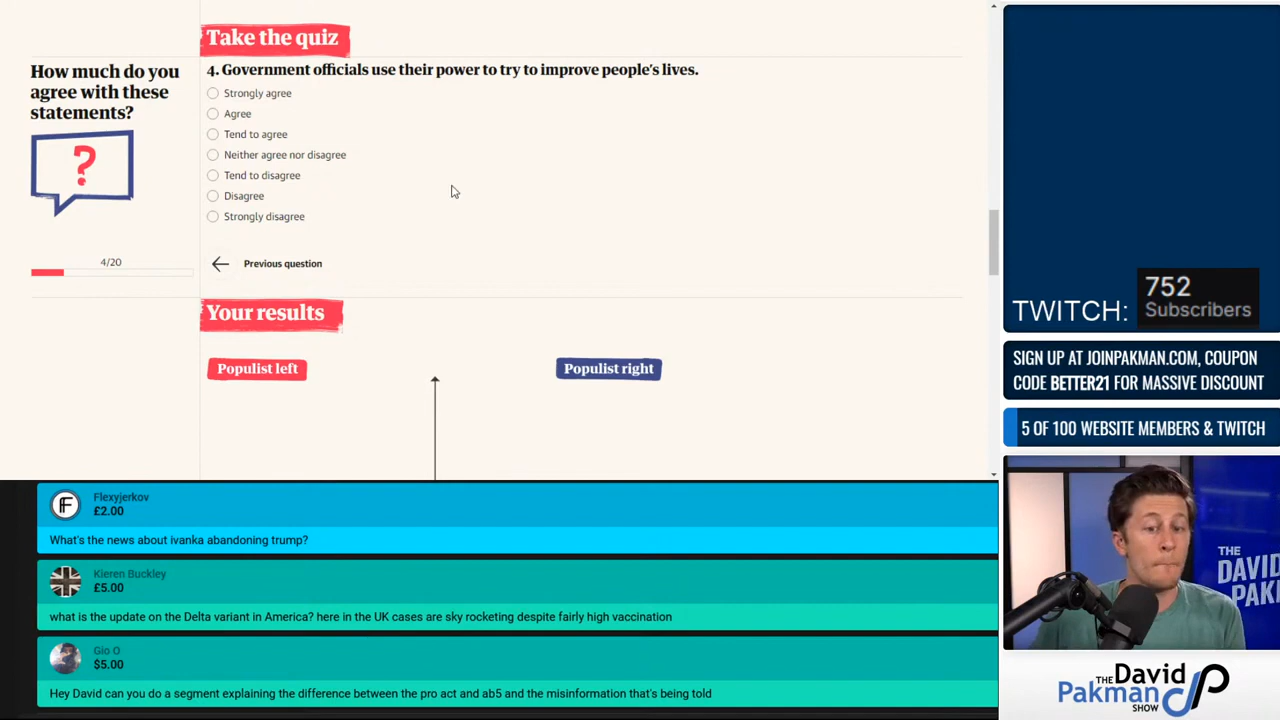 Take the quiz
How much do you
agree with these
statements?
?
4/20
4. Government officials use their power to try to improve people's lives.
Strongly agree
Agree
Tend to agree
Neither agree nor disagree
Tend to disagree
Disagree
Strongly disagree
Previous question
Your results
Populist left
Populist right
TWITCH:
752
Subscribers
SIGN UP AT JOINPAKMAN.COM, COUPON
CODE BETTER21 FOR MASSIVE DISCOUNT
5 OF 100 WEBSITE MEMBERS & TWITCH
Flexyjerkov
£2.00
What's the news about ivanka abandoning trump?
Kieren Buckley
£5.00
what is the update on the Delta variant in America? here in the UK cases are sky rocketing despite fairly high vaccination
Gio O
$5.00
Hey David can you do a segment explaining the difference between the pro act and ab5 and the misinformation that's being told
THE
DAVID
PAK
THE David
Pakman
SHOW